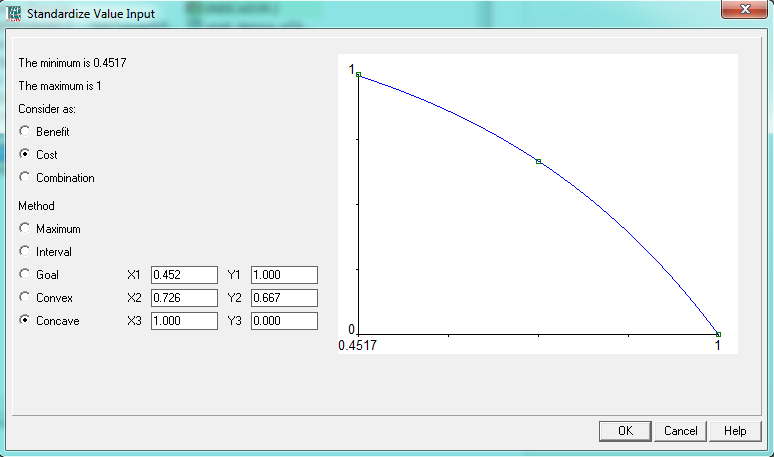 Standardize Value Input
The minimum is 0.4517
The maximum is 1
Consider as:
Benefit
Cost
Combination
Method
Maximum
Interval
Goal X1 0.452 Y1 1.000
Convex X2 0.726 Y2 0.667
Concave X3 1.000 Y3 0.000
1
0
0.4517 1
OK Cancel Help